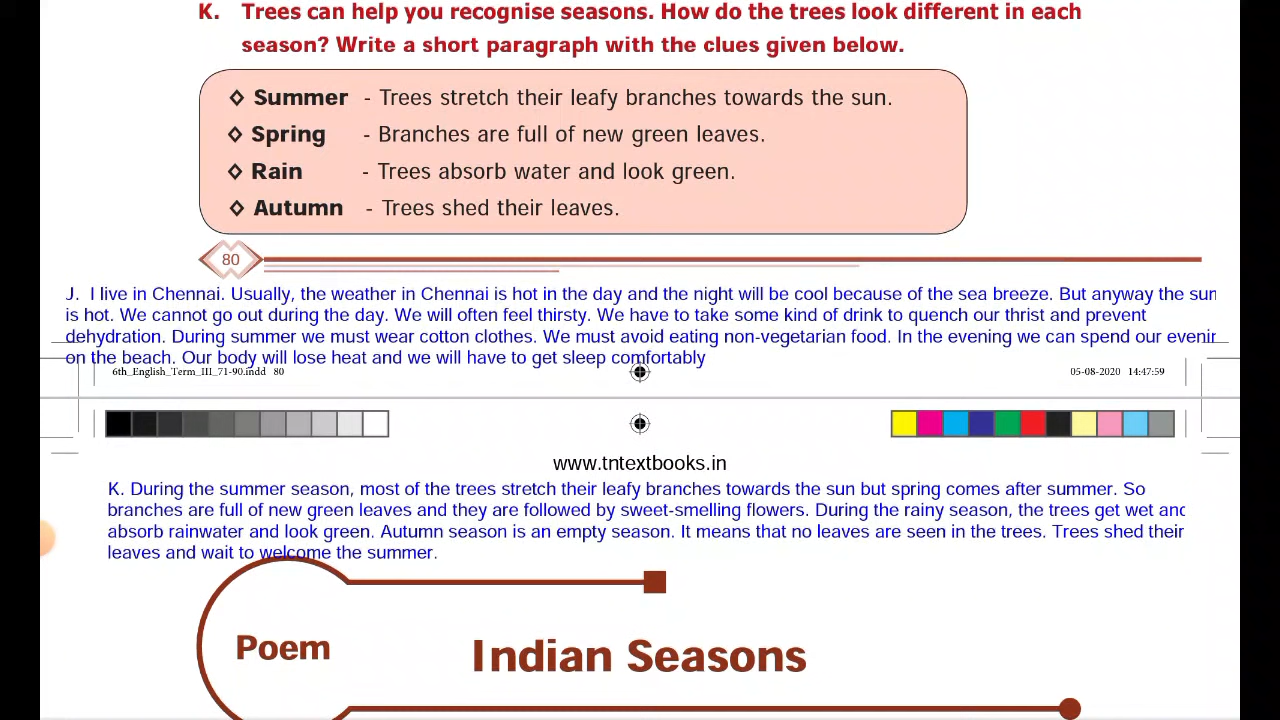 K. Trees can help you recognise seasons. How do the trees look different in each
season? Write a short paragraph with the clues given below.
Summer - Trees stretch their leafy branches towards the sun.
Spring - Branches are full of new green leaves.
Rain - Trees absorb water and look green.
Autumn - Trees shed their leaves.
80
J. I live in Chennai. Usually, the weather in Chennai is hot in the day and the night will be cool because of the sea breeze. But anyway the sun
is hot. We cannot go out during the day. We will often feel thirsty. We have to take some kind of drink to quench our thrist and prevent
dehydration. During summer we must wear cotton clothes. We must avoid eating non-vegetarian food. In the evening we can spend our evenin
on the beach. Our body will lose heat and we will have to get sleep comfortably
6th_English_Term_III_71-90.indd 80 05-08-2020 14:47:59
www.tntextbooks.in
K. During the summer season, most of the trees stretch their leafy branches towards the sun but spring comes after summer. So
branches are full of new green leaves and they are followed by sweet-smelling flowers. During the rainy season, the trees get wet and
absorb rainwater and look green. Autumn season is an empty season. It means that no leaves are seen in the trees. Trees shed their
leaves and wait to welcome the summer.
Poem
Indian Seasons